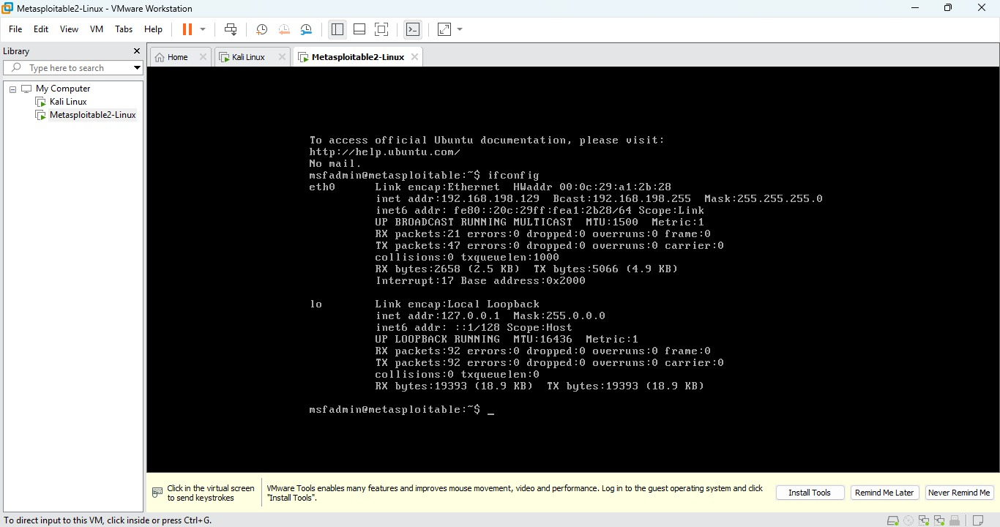 Metasploitable2-Linux - VMware Workstation
File Edit View VM Tabs Help
Library
Type here to search
My Computer
Kali Linux
Metasploitable2-Linux
Home Kali Linux Metasploitable2-Linux
To access official Ubuntu documentation, please visit:
http://help.ubuntu.com/
No mail.
msfadmin@metasploitable:~$ ifconfig
eth0 Link encap:Ethernet HWaddr 00:0c:29:a1:2b:28
inet addr:192.168.198.129 Bcast:192.168.198.255 Mask:255.255.255.0
inet6 addr: fe80::20c:29ff:fea1:2b28/64 Scope:Link
UP BROADCAST RUNNING MULTICAST MTU:1500 Metric:1
RX packets:21 errors:0 dropped:0 overruns:0 frame:0
TX packets:47 errors:0 dropped:0 overruns:0 carrier:0
collisions:0 txqueuelen:1000
RX bytes:2658 (2.5 KB) TX bytes:5066 (4.9 KB)
Interrupt:17 Base address:0x2000
lo Link encap:Local Loopback
inet addr:127.0.0.1 Mask:255.0.0.0
inet6 addr: ::1/128 Scope:Host
UP LOOPBACK RUNNING MTU:16436 Metric:1
RX packets:92 errors:0 dropped:0 overruns:0 frame:0
TX packets:92 errors:0 dropped:0 overruns:0 carrier:0
collisions:0 txqueuelen:0
RX bytes:19393 (18.9 KB) TX bytes:19393 (18.9 KB)
msfadmin@metasploitable:~$ _
Click in the virtual screen
to send keystrokes
VMware Tools enables many features and improves mouse movement, video and performance. Log in to the guest operating system and click
"Install Tools".
Install Tools Remind Me Later Never Remind Me
To direct input to this VM, click inside or press Ctrl+G.